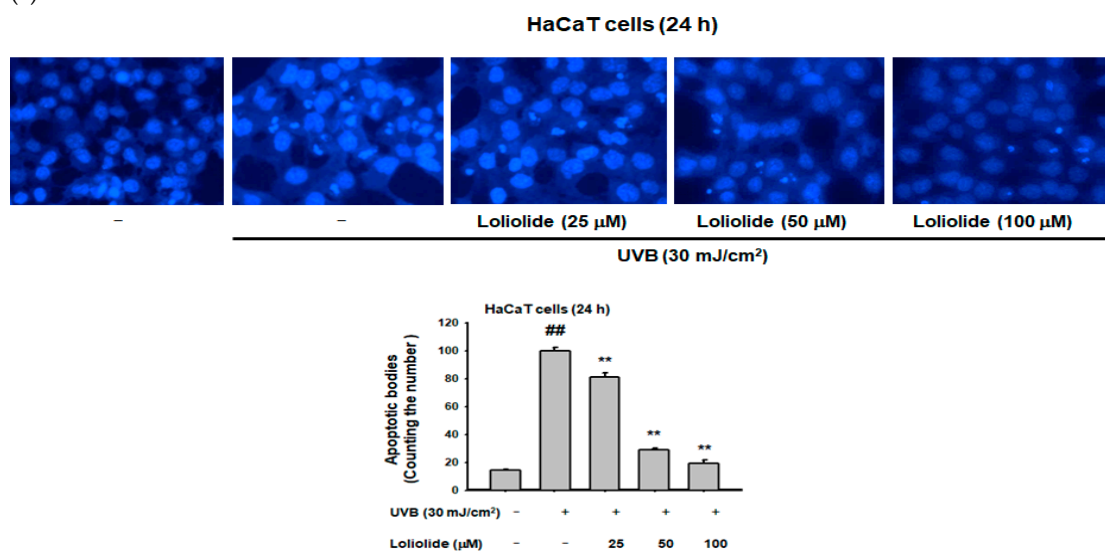 HaCaT cells (24 h)
– – Loliolide (25 μM) Loliolide (50 μM) Loliolide (100 μM)
UVB (30 mJ/cm²)
HaCaT cells (24 h)
Apoptotic bodies
(Counting the number )
120
100
80
60
40
20
0
##
**
**
**
UVB (30 mJ/cm²) – + + + +
Loliolide (μM) – – 25 50 100